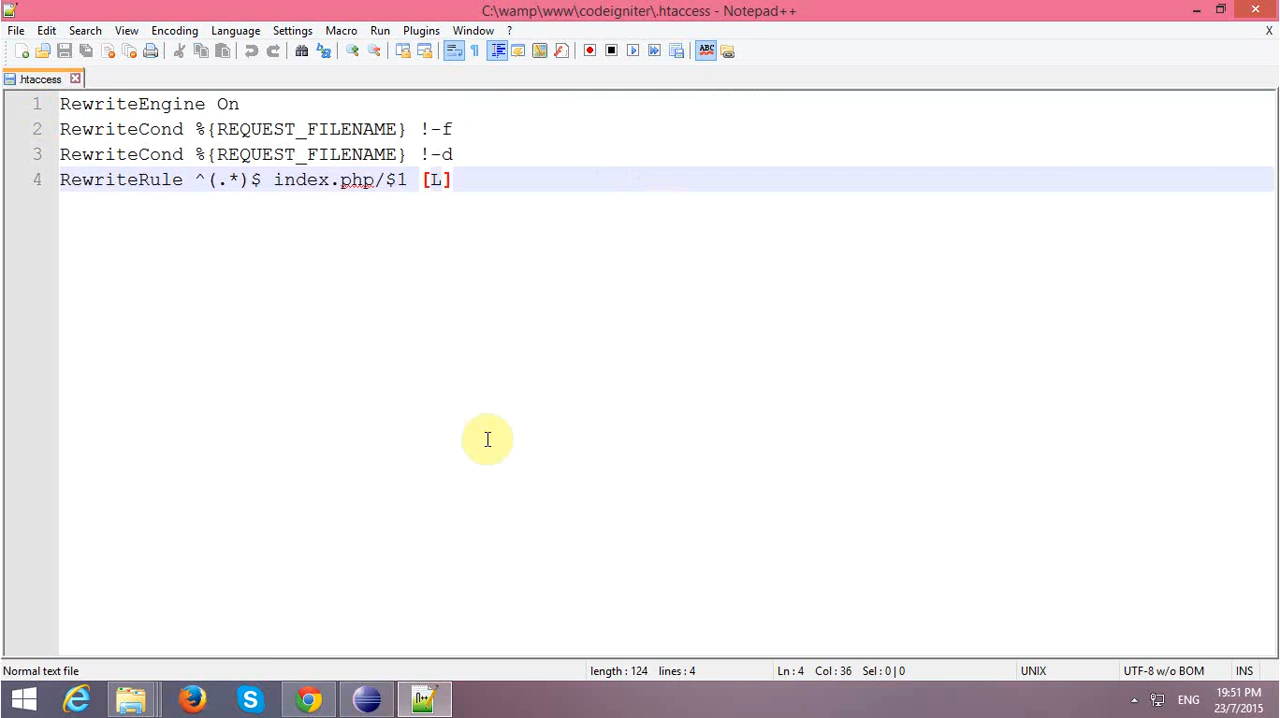 C:\wamp\www\codeigniter\.htaccess - Notepad++
File Edit Search View Encoding Language Settings Macro Run Plugins Window ? X
ABC
.htaccess
1 RewriteEngine On
2 RewriteCond %{REQUEST_FILENAME} !-f
3 RewriteCond %{REQUEST_FILENAME} !-d
4 RewriteRule ^(.*)$ index.php/$1 [L]
Normal text file length : 124 lines : 4 Ln : 4 Col : 36 Sel : 0 | 0 UNIX UTF-8 w/o BOM INS
ENG
19:51 PM
23/7/2015